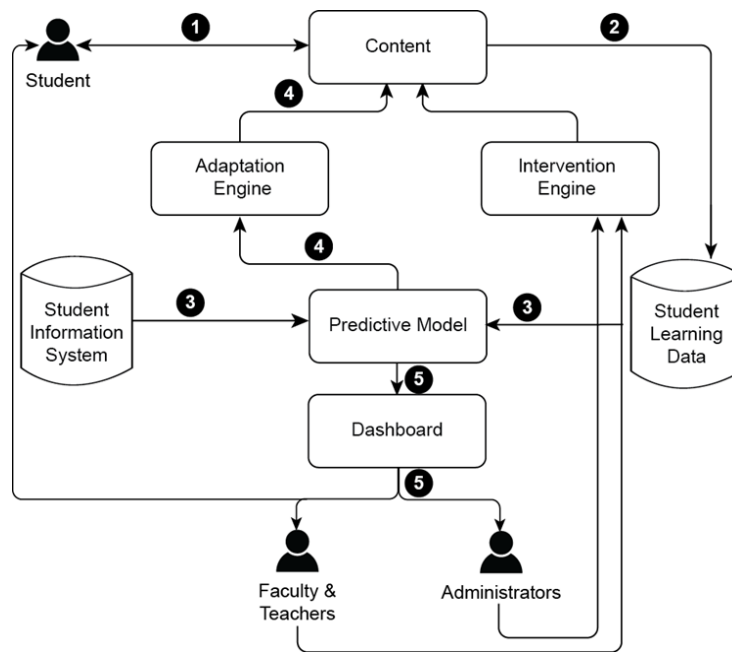 1
Content
2
Student
4
Adaptation
Engine
Intervention
Engine
4
Student
Information
System
3
Predictive Model
3
Student
Learning
Data
5
Dashboard
5
Faculty &
Teachers
Administrators